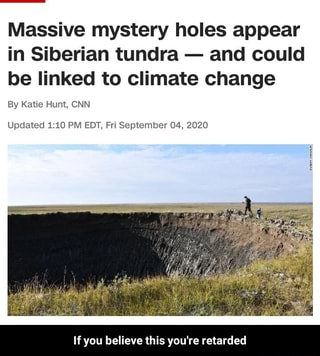 Massive mystery holes appear
in Siberian tundra — and could
be linked to climate change
By Katie Hunt, CNN
Updated 1:10 PM EDT, Fri September 04, 2020
If you believe this you're retarded